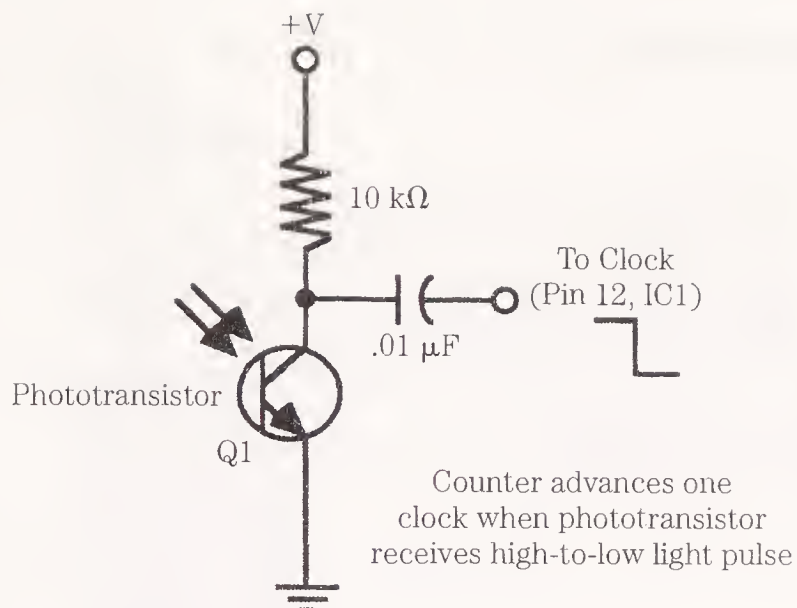 +V
10 kΩ
To Clock
(Pin 12, IC1)
.01 μF
Phototransistor
Q1
Counter advances one
clock when phototransistor
receives high-to-low light pulse